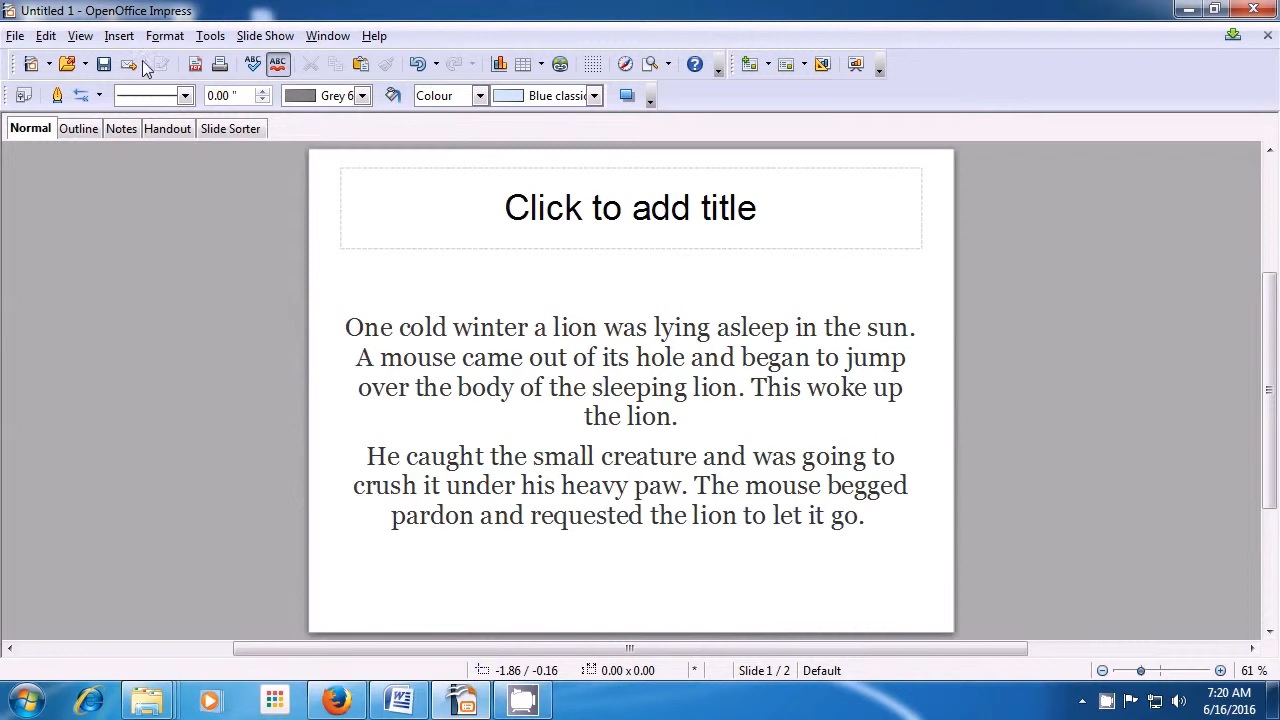 Untitled 1 - OpenOffice Impress
File Edit View Insert Format Tools Slide Show Window Help
ABC ABC
0.00 " Grey 6 Colour Blue classic
Normal Outline Notes Handout Slide Sorter
Click to add title
One cold winter a lion was lying asleep in the sun.
A mouse came out of its hole and began to jump
over the body of the sleeping lion. This woke up
the lion.
He caught the small creature and was going to
crush it under his heavy paw. The mouse begged
pardon and requested the lion to let it go.
-1.86 / -0.16 0.00 x 0.00 * Slide 1 / 2 Default 61 %
7:20 AM
6/16/2016